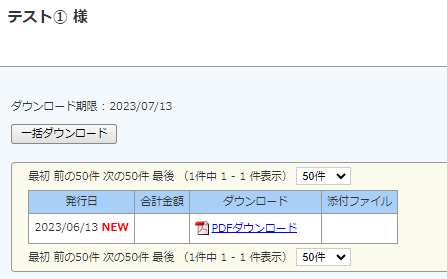 テスト① 様
ダウンロード期限：2023/07/13
一括ダウンロード
最初 前の50件 次の50件 最後 （1件中 1 - 1 件表示） 50件
発行日 合計金額 ダウンロード 添付ファイル
2023/06/13 NEW PDFダウンロード
最初 前の50件 次の50件 最後 （1件中 1 - 1 件表示） 50件